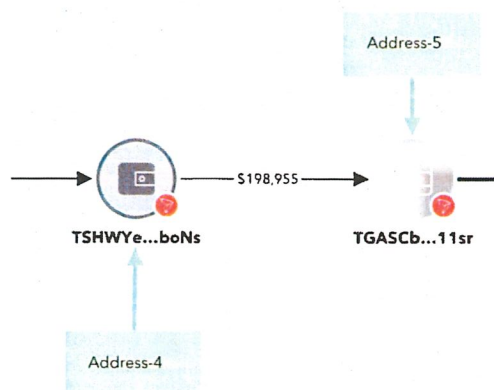 Address-5
$198,955
TSHWYe...boNs
TGASCb...11sr
Address-4